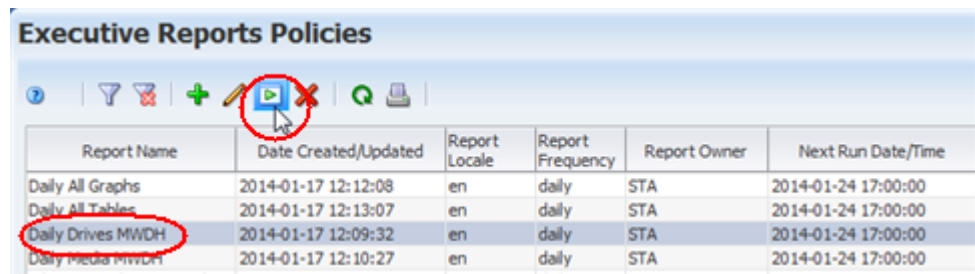 Executive Reports Policies
Report Name Date Created/Updated Report Locale Report Frequency Report Owner Next Run Date/Time
Daily All Graphs 2014-01-17 12:12:08 en daily STA 2014-01-24 17:00:00
Daily All Tables 2014-01-17 12:13:07 en daily STA 2014-01-24 17:00:00
Daily Drives MWDH 2014-01-17 12:09:32 en daily STA 2014-01-24 17:00:00
Daily Media MWDH 2014-01-17 12:10:27 en daily STA 2014-01-24 17:00:00